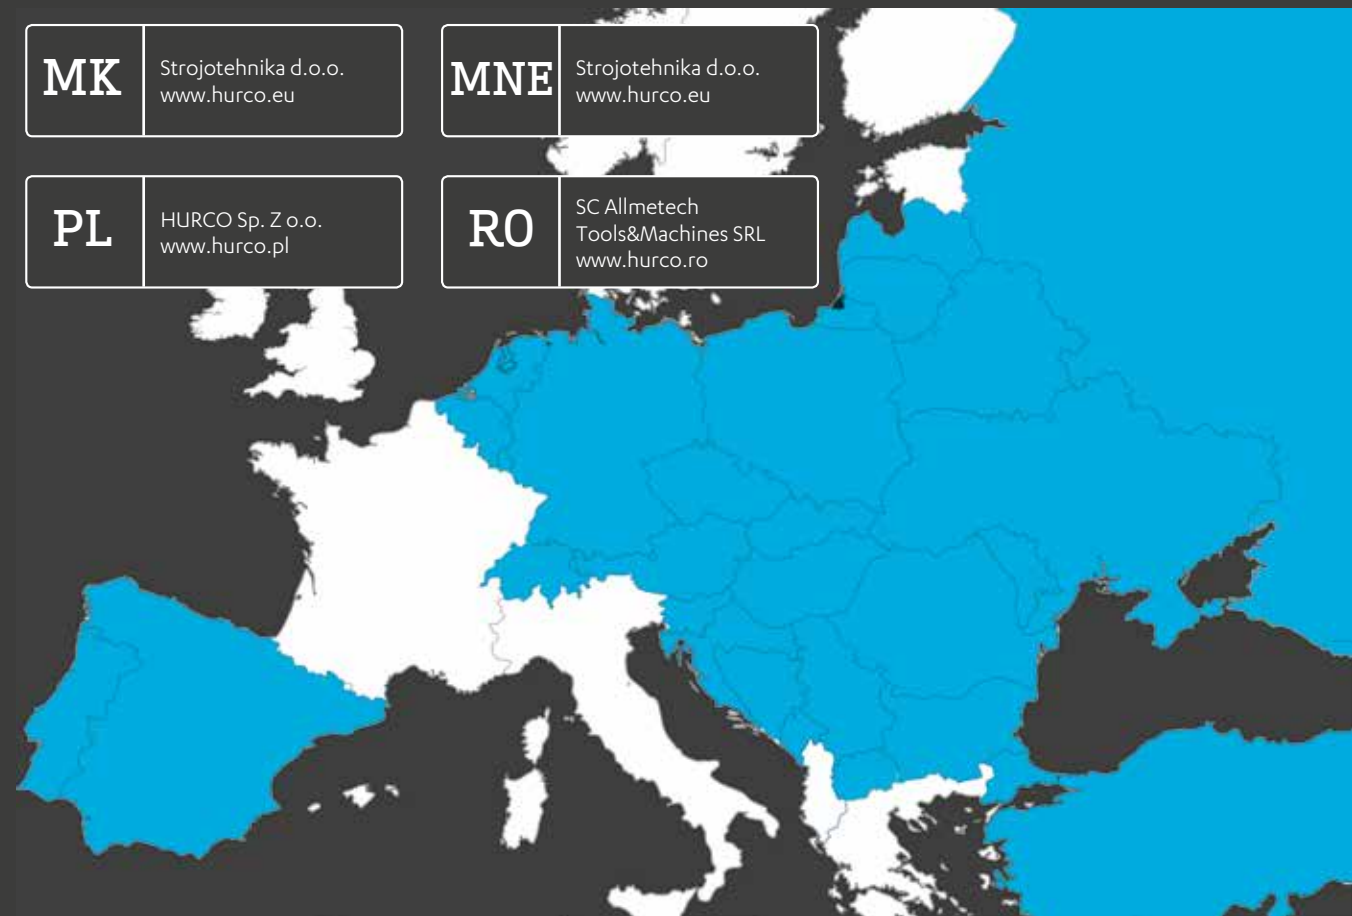 MK
Strojotehnika d.o.o.
www.hurco.eu
MNE
Strojotehnika d.o.o.
www.hurco.eu
PL
HURCO Sp. Z o.o.
www.hurco.pl
RO
SC Allmetech
Tools&Machines SRL
www.hurco.ro